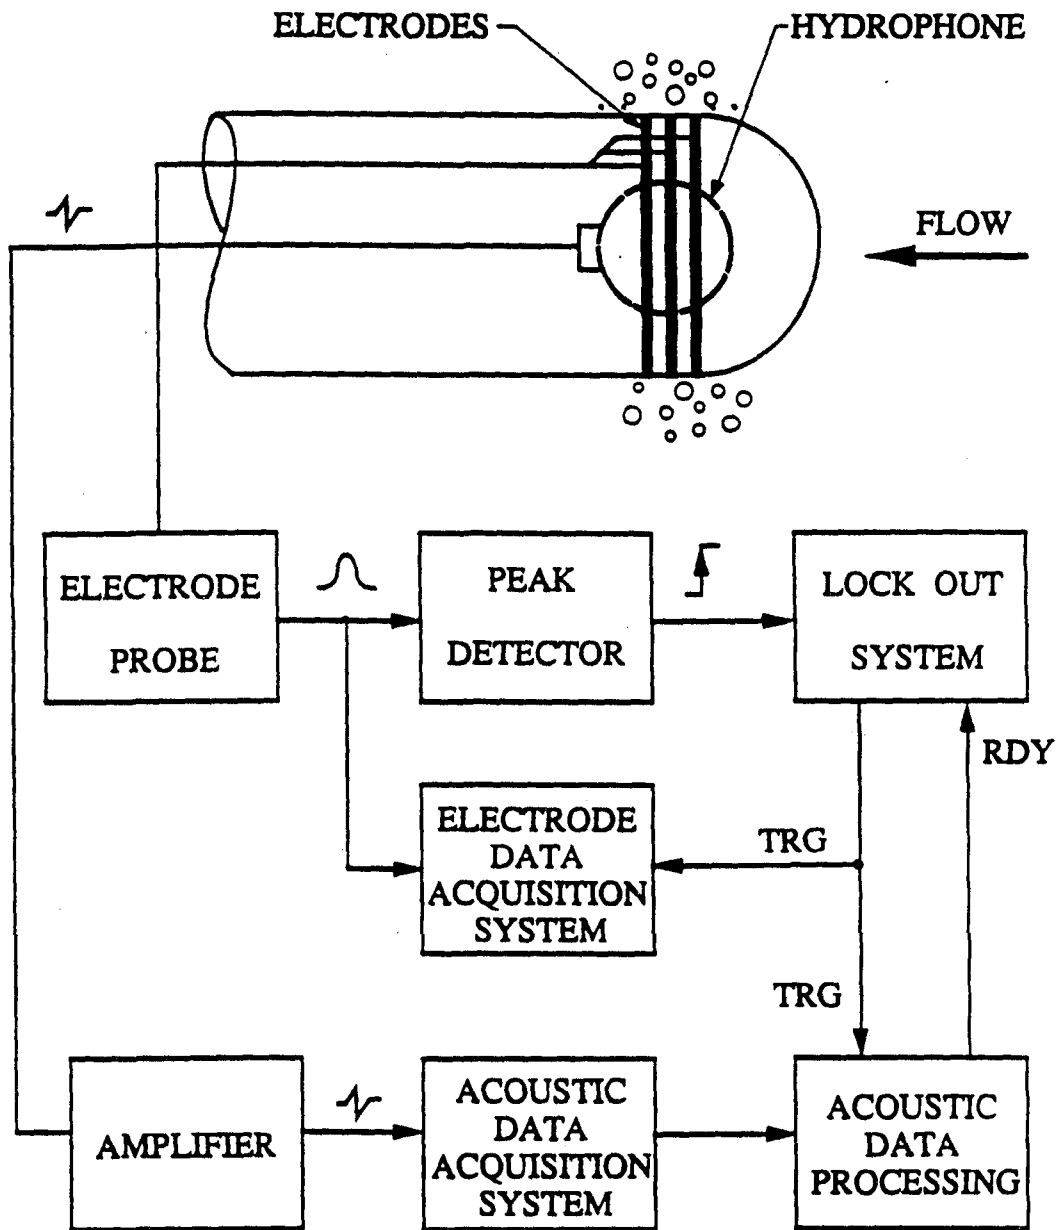 ELECTRODES
HYDROPHONE
FLOW
ELECTRODE
PROBE
PEAK
DETECTOR
LOCK OUT
SYSTEM
RDY
ELECTRODE
DATA
ACQUISITION
SYSTEM
TRG
TRG
AMPLIFIER
ACOUSTIC
DATA
ACQUISITION
SYSTEM
ACOUSTIC
DATA
PROCESSING